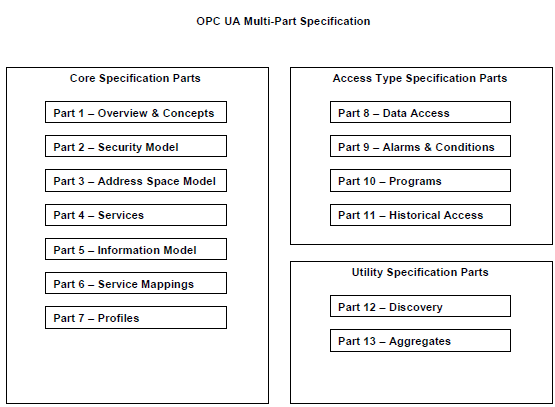 OPC UA Multi-Part Specification
Core Specification Parts
Part 1 – Overview & Concepts
Part 2 – Security Model
Part 3 – Address Space Model
Part 4 – Services
Part 5 – Information Model
Part 6 – Service Mappings
Part 7 – Profiles
Access Type Specification Parts
Part 8 – Data Access
Part 9 – Alarms & Conditions
Part 10 – Programs
Part 11 – Historical Access
Utility Specification Parts
Part 12 – Discovery
Part 13 – Aggregates